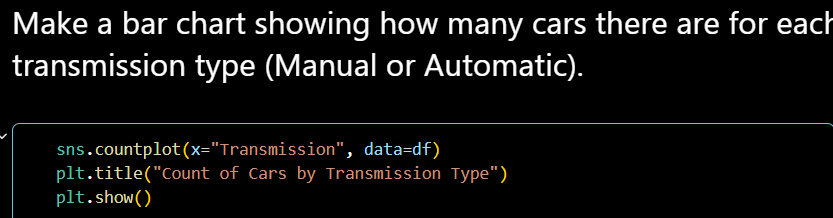 Make a bar chart showing how many cars there are for each
transmission type (Manual or Automatic).
sns.countplot(x="Transmission", data=df)
plt.title("Count of Cars by Transmission Type")
plt.show()